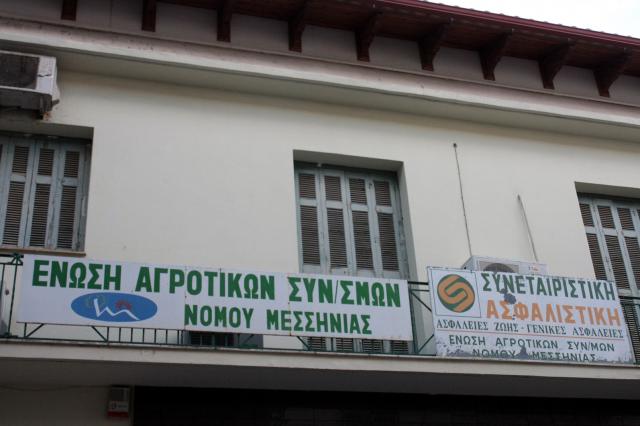 ΕΝΩΣΗ ΑΓΡΟΤΙΚΩΝ ΣΥΝ/ΣΜΩΝ
ΝΟΜΟΥ ΜΕΣΣΗΝΙΑΣ
ΣΥΝΕΤΑΙΡΙΣΤΙΚΗ
ΑΣΦΑΛΙΣΤΙΚΗ
ΑΣΦΑΛΕΙΕΣ ΖΩΗΣ - ΓΕΝΙΚΕΣ ΑΣΦΑΛΕΙΕΣ
ΕΝΩΣΗ ΑΓΡΟΤΙΚΩΝ ΣΥΝ/ΜΩΝ
ΝΟΜΟΥ ΜΕΣΣΗΝΙΑΣ